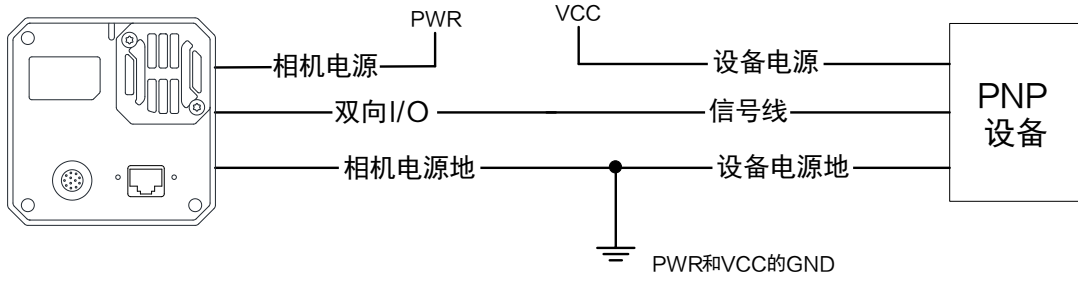 PWR
VCC
相机电源
设备电源
双向I/O
信号线
PNP
设备
相机电源地
设备电源地
PWR和VCC的GND